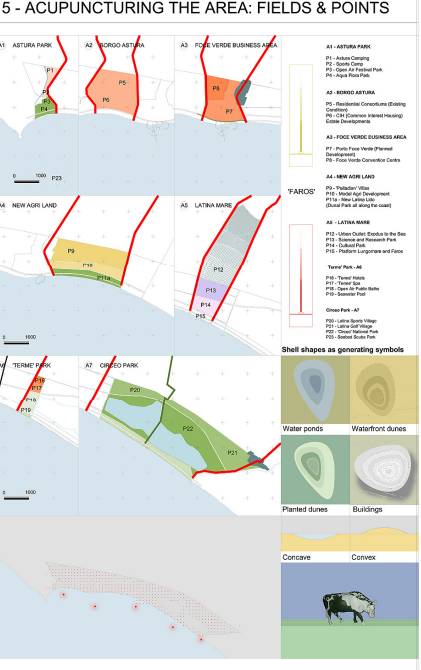 5 - ACUPUNCTURING THE AREA: FIELDS & POINTS
A1 ASTURA PARK
A2 BORGO ASTURA
A3 FOCE VERDE BUSINESS AREA
P1
P3
P4
P23
0 1000
P5
P6
P8
P7
A4 NEW AGRI LAND
P9
P10
P11a
0 1000
A5 LATINA MARE
P12
P13
P14
P15
'TERME' PARK
P16
P17
P18
P19
0 1000
A7 CIRCEO PARK
P20
P22
P21
'FAROS'
A1 - ASTURA PARK
P1 - Astura Camping
P2 - Sports Camp
P3 - Open Air Festival Park
P4 - Aqua Flora Park
A2 - BORGO ASTURA
P5 - Residential Consortiums (Existing
Condition)
P6 - CIH (Common Interest Housing)
Estate Developments
A3 - FOCE VERDE BUSINESS AREA
P7 - Porto Foce Verde (Planned
Development)
P8 - Foce Verde Convention Centre
A4 - NEW AGRI LAND
P9 - "Palladian" Villas
P10 - Medal Agri Development
P11a - New Latina Lido
(Dunal Park all along the coast)
A5 - LATINA MARE
P12 - Urban Outlet: Exodus to the Sea
P13 - Science and Research Park
P14 - Cultural Park
P15 - Platform Lungomare and Faros
Terme' Park - A6
P16 - 'Terme' Hotels
P17 - 'Terme' Spa
P18 - Open Air Public Baths
P19 - Seawater Pool
Circeo Park - A7
P20 - Latina Sports Village
P21 - Latina Golf Village
P22 - 'Circeo' National Park
P23 - Seabed Scuba Park
Shell shapes as generating symbols
Water ponds
Waterfront dunes
Planted dunes
Buildings
Concave
Convex